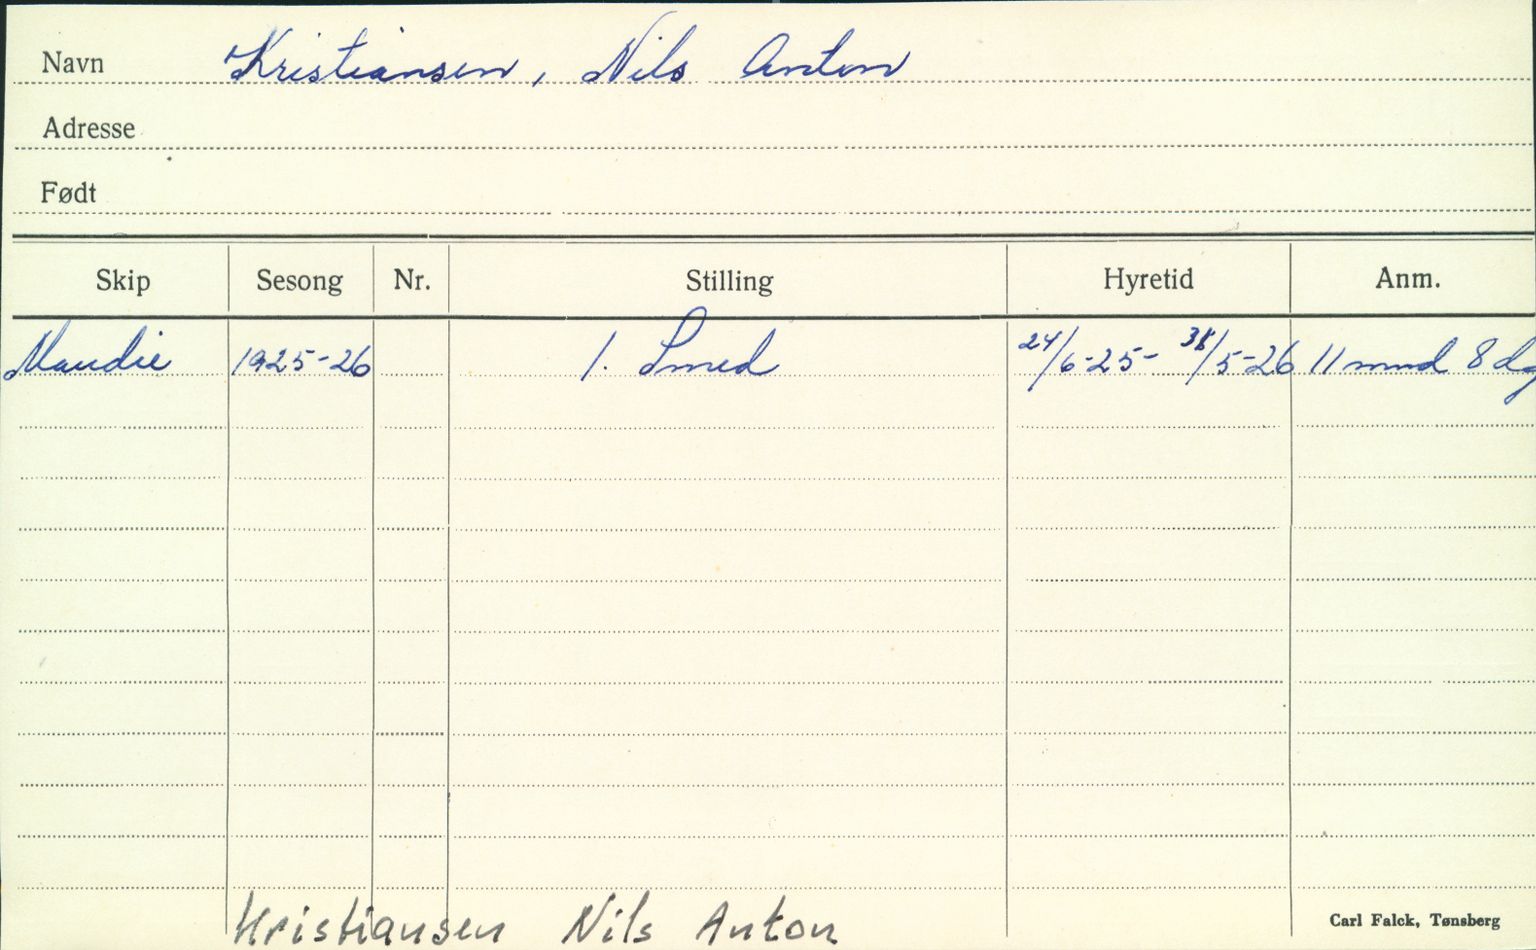 Navn Kristiansen, Nils Anton
Adresse
Født
Skip Sesong Nr. Stilling Hyretid Anm.
Maudie 1925-26 1. Smed 24/6-25- /5-26 11 mnd 8 dg
Kristiansen Nils Anton
Carl Falck, Tønsberg